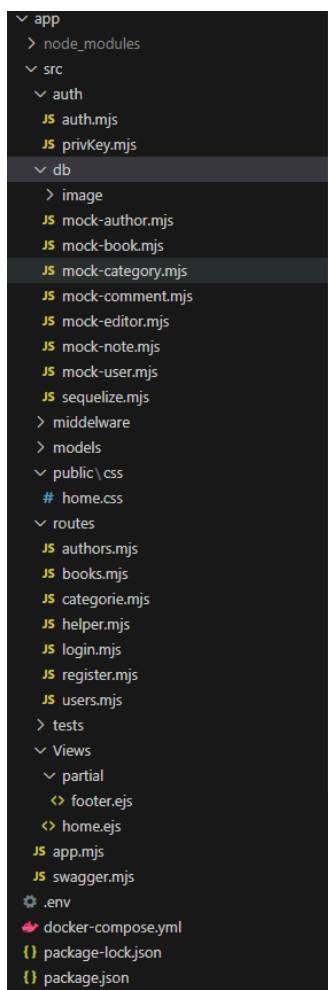 app
node_modules
src
auth
JS auth.mjs
JS privKey.mjs
db
image
JS mock-author.mjs
JS mock-book.mjs
JS mock-category.mjs
JS mock-comment.mjs
JS mock-editor.mjs
JS mock-note.mjs
JS mock-user.mjs
JS sequelize.mjs
middelware
models
public\css
# home.css
routes
JS authors.mjs
JS books.mjs
JS categorie.mjs
JS helper.mjs
JS login.mjs
JS register.mjs
JS users.mjs
tests
Views
partial
<> footer.ejs
<> home.ejs
JS app.mjs
JS swagger.mjs
.env
docker-compose.yml
{} package-lock.json
{} package.json